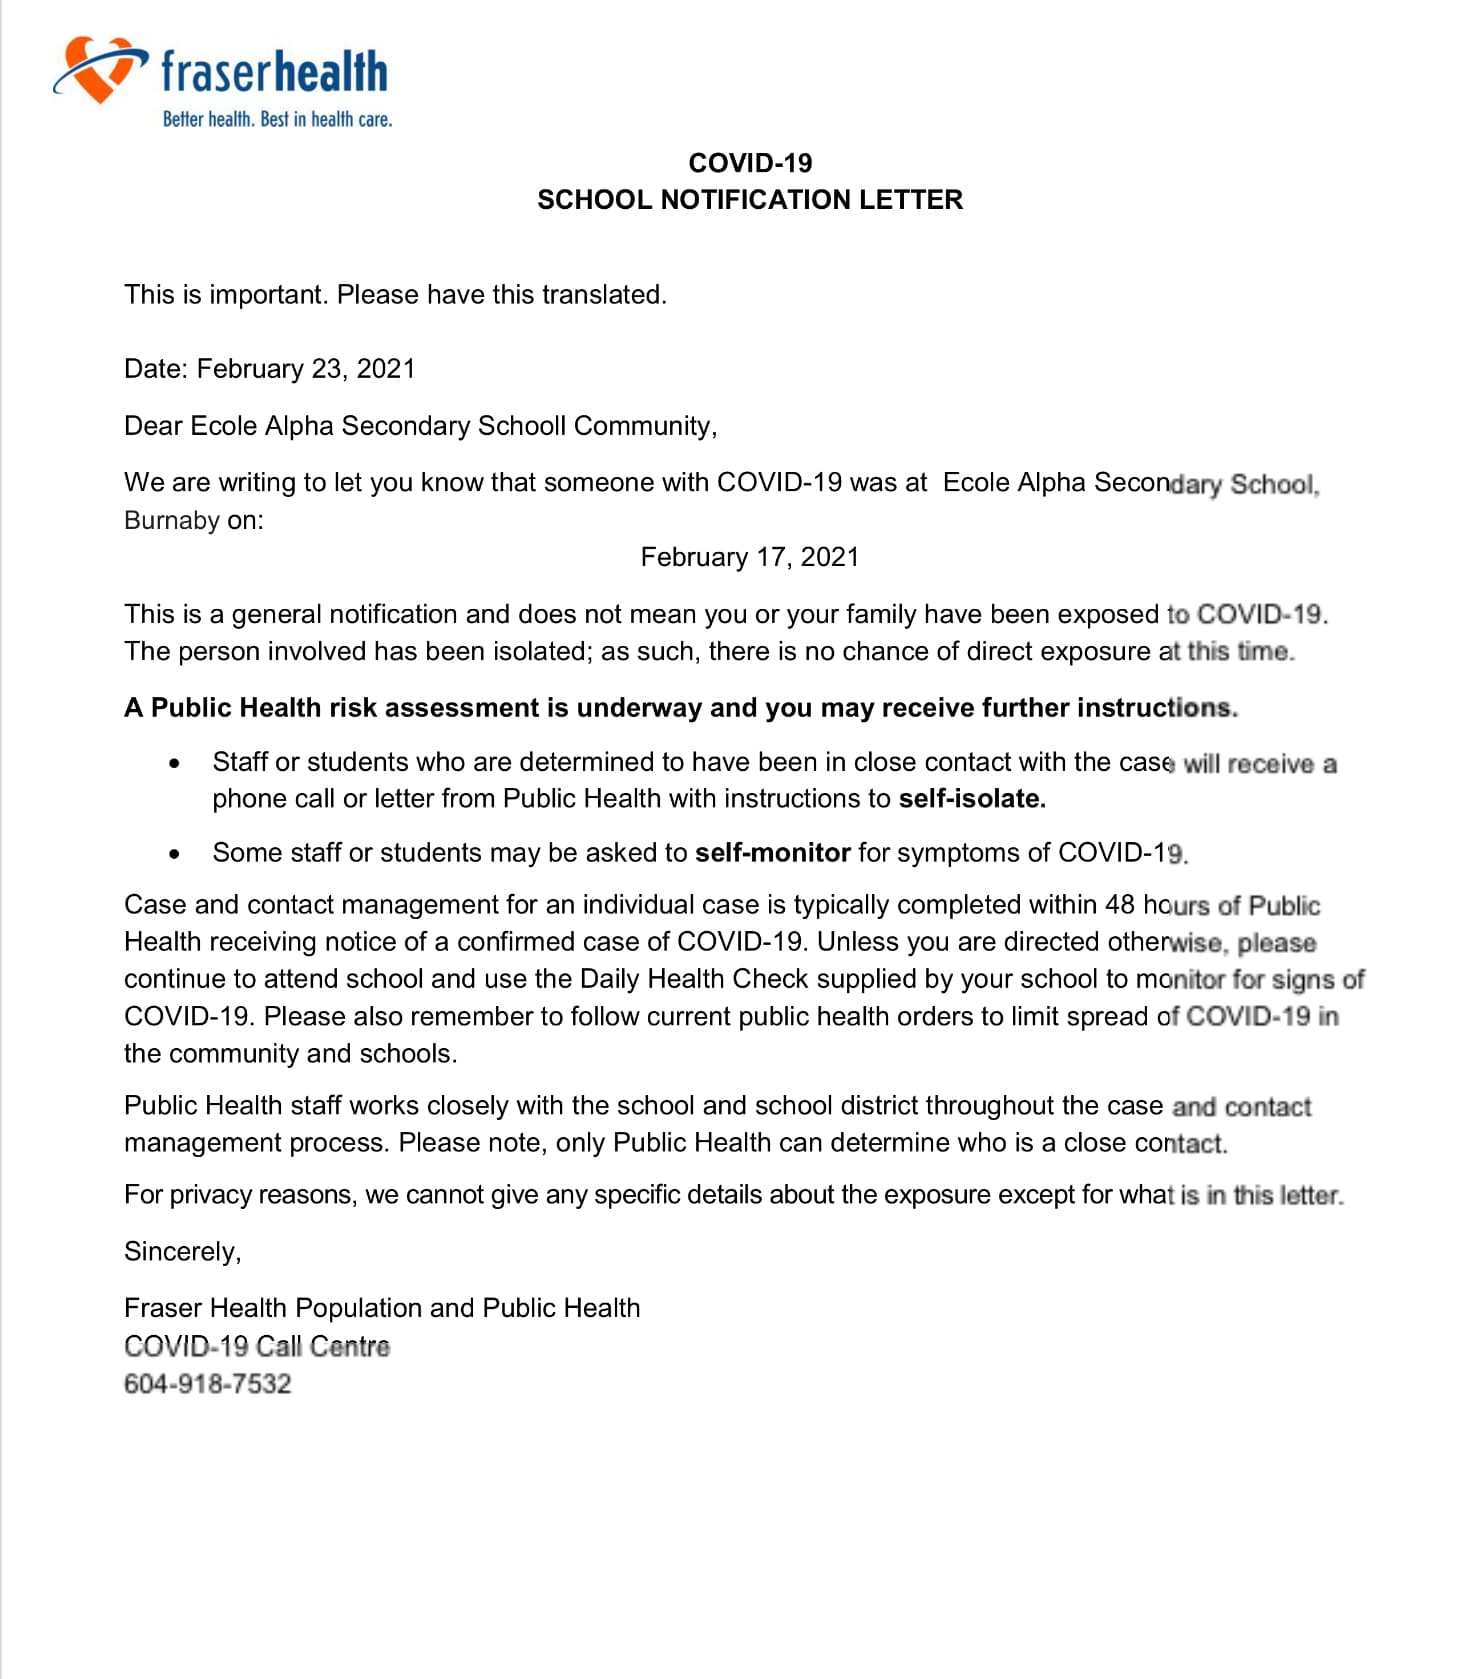 fraserhealth
Better health. Best in health care.
COVID-19
SCHOOL NOTIFICATION LETTER
This is important. Please have this translated.
Date: February 23, 2021
Dear Ecole Alpha Secondary Schooll Community,
We are writing to let you know that someone with COVID-19 was at  Ecole Alpha Secondary School,
Burnaby on:
February 17, 2021
This is a general notification and does not mean you or your family have been exposed to COVID-19.
The person involved has been isolated; as such, there is no chance of direct exposure at this time.
A Public Health risk assessment is underway and you may receive further instructions.
• Staff or students who are determined to have been in close contact with the case will receive a
phone call or letter from Public Health with instructions to self-isolate.
• Some staff or students may be asked to self-monitor for symptoms of COVID-19.
Case and contact management for an individual case is typically completed within 48 hours of Public
Health receiving notice of a confirmed case of COVID-19. Unless you are directed otherwise, please
continue to attend school and use the Daily Health Check supplied by your school to monitor for signs of
COVID-19. Please also remember to follow current public health orders to limit spread of COVID-19 in
the community and schools.
Public Health staff works closely with the school and school district throughout the case and contact
management process. Please note, only Public Health can determine who is a close contact.
For privacy reasons, we cannot give any specific details about the exposure except for what is in this letter.
Sincerely,
Fraser Health Population and Public Health
COVID-19 Call Centre
604-918-7532